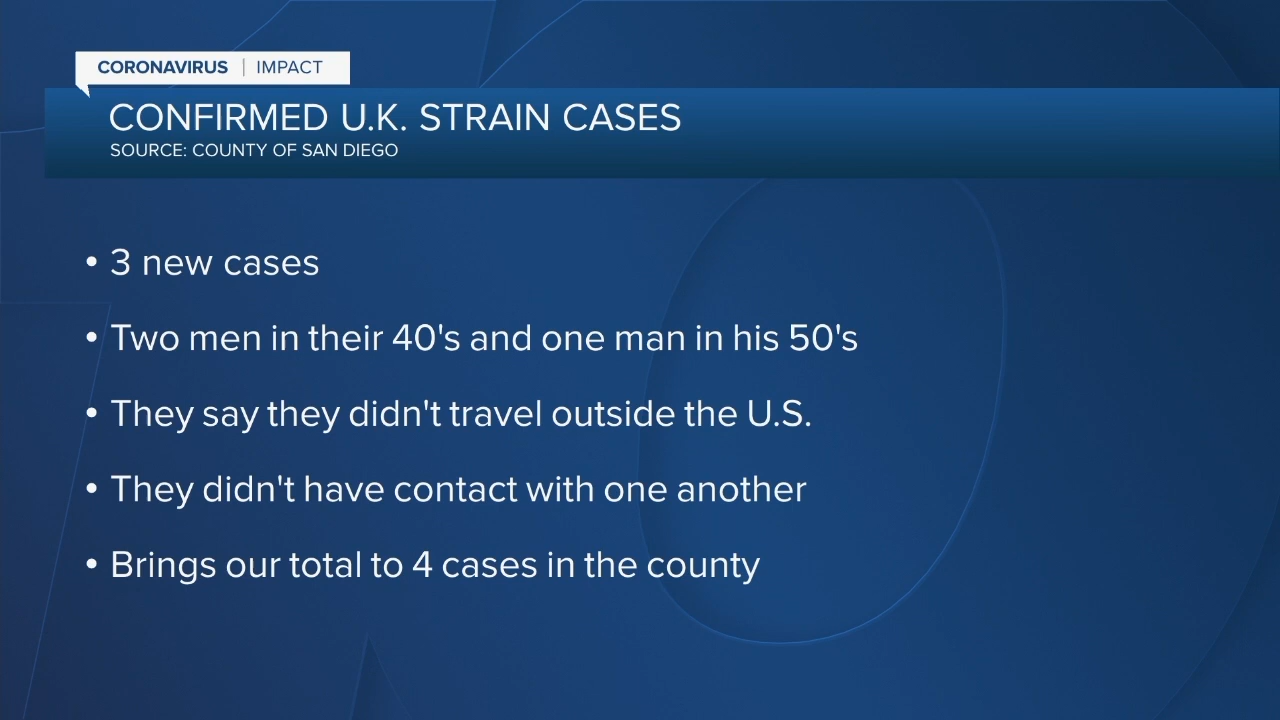 CORONAVIRUS | IMPACT
CONFIRMED U.K. STRAIN CASES
SOURCE: COUNTY OF SAN DIEGO
• 3 new cases
• Two men in their 40's and one man in his 50's
• They say they didn't travel outside the U.S.
• They didn't have contact with one another
• Brings our total to 4 cases in the county